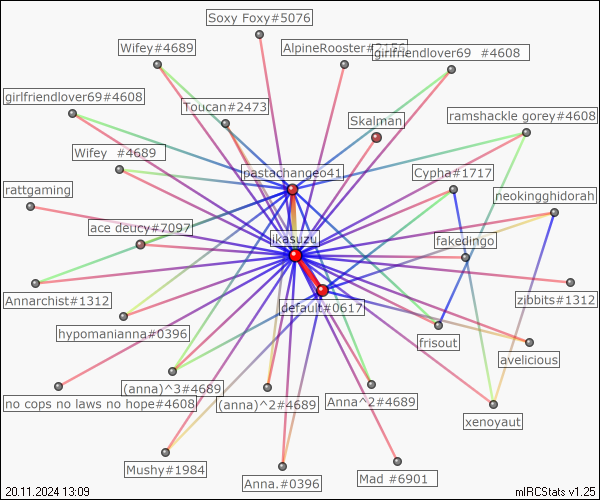 Soxy Foxy#5076
Wifey#4689
girlfriendlover69 #4608
girlfriendlover69#4608
Toucan#2473
Skalman
ramshackle gorey#4608
Wifey #4689
pastachangeo41
Cypha#1717
rattgaming
neokingghidorah
ace deucy#7097
ikasuzu
fakedingo
Annarchist#1312
default#0617
zibbits#1312
hypomanianna#0396
frisout
avelicious
(anna)^3#4689
no cops no laws no hope#4608
(anna)^2#4689
Anna^2#4689
xenoyaut
Mushy#1984
Anna.#0396
Mad #6901
20.11.2024 13:09
mIRCStats v1.25